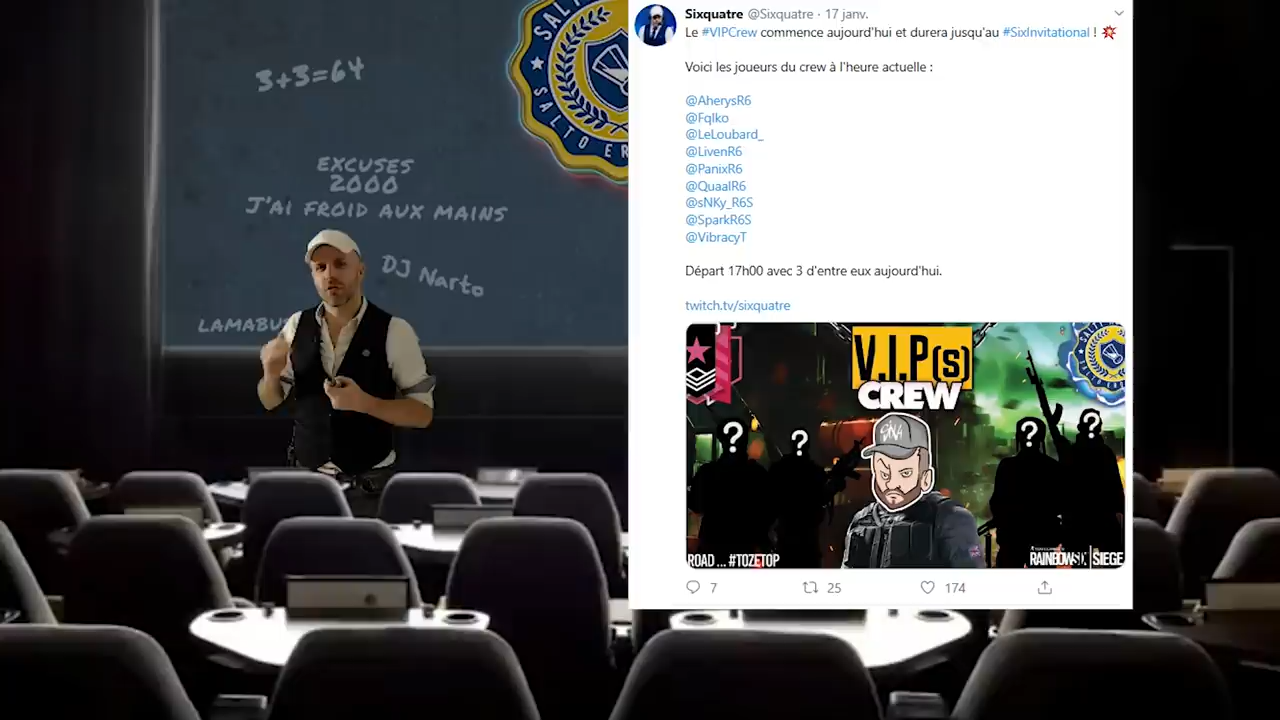 3+3=64
EXCUSES
2000
J'AI FROID AUX MAINS
DJ Narto
SALTO
Sixquatre @Sixquatre · 17 janv.
Le #VIPCrew commence aujourd'hui et durera jusqu'au #SixInvitational !
Voici les joueurs du crew à l'heure actuelle :
@AherysR6
@Fqlko
@LeLoubard_
@LivenR6
@PanixR6
@QuaalR6
@sNKy_R6S
@SparkR6S
@VibracyT
Départ 17h00 avec 3 d'entre eux aujourd'hui.
twitch.tv/sixquatre
V.I.P(s)
CREW
? ? ? ?
ROAD ... #TOZETOP
RAINBOW SIX | SIEGE
7 25 174